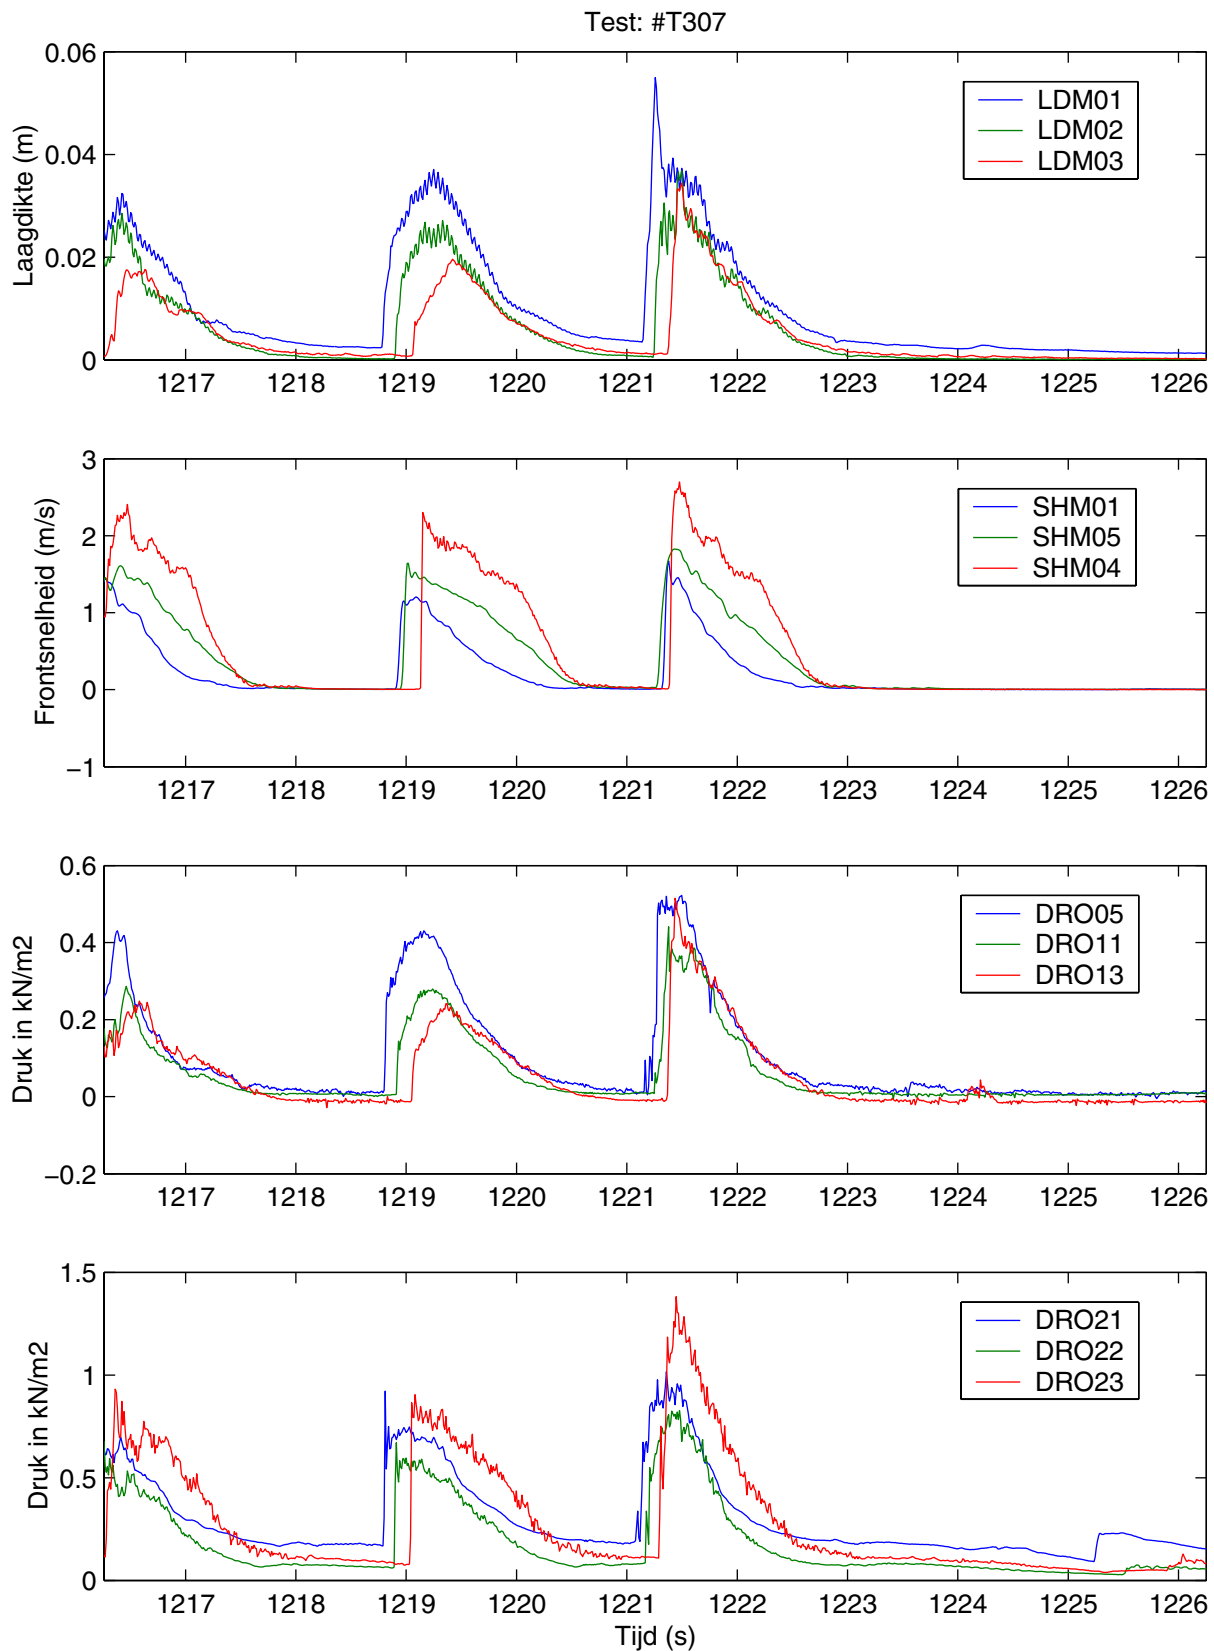 Test: #T307
0.06
0.04
0.02
0
Laagdikte (m)
LDM01
LDM02
LDM03
1217 1218 1219 1220 1221 1222 1223 1224 1225 1226
3
2
1
0
−1
Frontsnelheid (m/s)
SHM01
SHM05
SHM04
1217 1218 1219 1220 1221 1222 1223 1224 1225 1226
0.6
0.4
0.2
0
−0.2
Druk in kN/m2
DRO05
DRO11
DRO13
1217 1218 1219 1220 1221 1222 1223 1224 1225 1226
1.5
1
0.5
0
Druk in kN/m2
DRO21
DRO22
DRO23
1217 1218 1219 1220 1221 1222 1223 1224 1225 1226
Tijd (s)